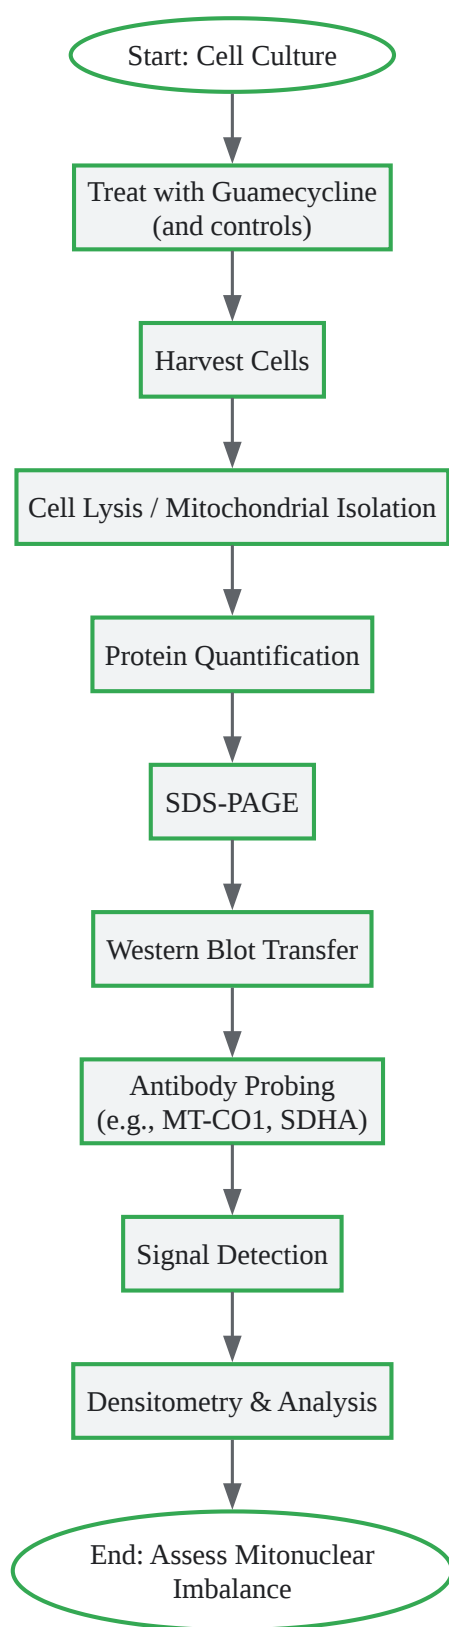 Start: Cell Culture
Treat with Guamecycline
(and controls)
Harvest Cells
Cell Lysis / Mitochondrial Isolation
Protein Quantification
SDS-PAGE
Western Blot Transfer
Antibody Probing
(e.g., MT-CO1, SDHA)
Signal Detection
Densitometry & Analysis
End: Assess Mitonuclear
Imbalance